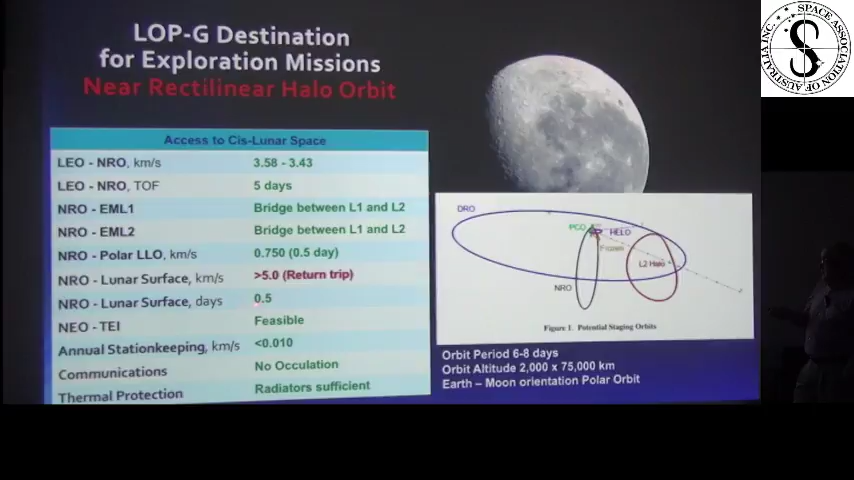 LOP-G Destination
for Exploration Missions
Near Rectilinear Halo Orbit
Access to Cis-Lunar Space
LEO - NRO, km/s 3.58 - 3.43
LEO - NRO, TOF 5 days
NRO - EML1 Bridge between L1 and L2
NRO - EML2 Bridge between L1 and L2
NRO - Polar LLO, km/s 0.750 (0.5 day)
NRO - Lunar Surface, km/s >5.0 (Return trip)
NRO - Lunar Surface, days 0.5
NEO - TEI Feasible
Annual Stationkeeping, km/s <0.010
Communications No Occulation
Thermal Protection Radiators sufficient
DRO
PCO
HELO
Frozen
L2 Halo
NRO
Figure 1. Potential Staging Orbits
Orbit Period 6-8 days
Orbit Altitude 2,000 x 75,000 km
Earth – Moon orientation Polar Orbit
SPACE ASSOCIATION OF AUSTRALIA INC.
S